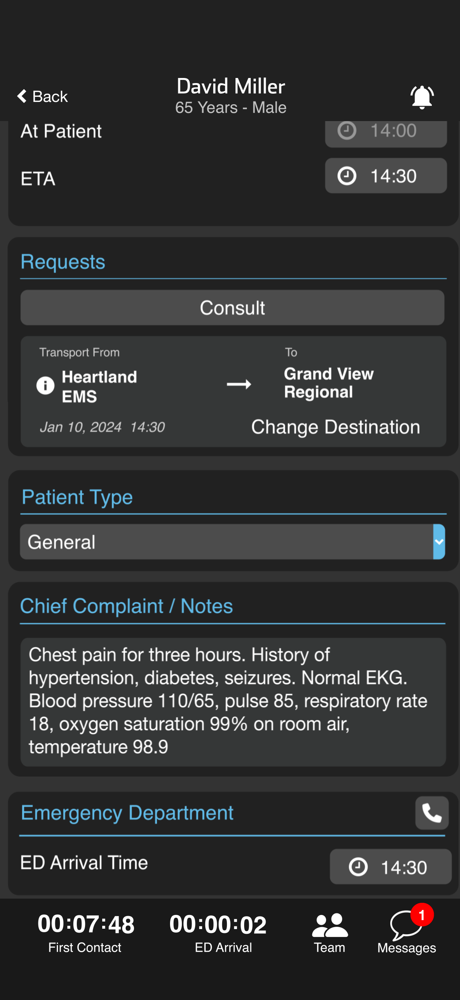 Back
David Miller
65 Years - Male
At Patient
14:00
ETA
14:30
Requests
Consult
Transport From
To
Heartland
EMS
Grand View
Regional
Jan 10, 2024 14:30
Change Destination
Patient Type
General
Chief Complaint / Notes
Chest pain for three hours. History of
hypertension, diabetes, seizures. Normal EKG.
Blood pressure 110/65, pulse 85, respiratory rate
18, oxygen saturation 99% on room air,
temperature 98.9
Emergency Department
ED Arrival Time
14:30
00:07:48
First Contact
00:00:02
ED Arrival
Team
1
Messages